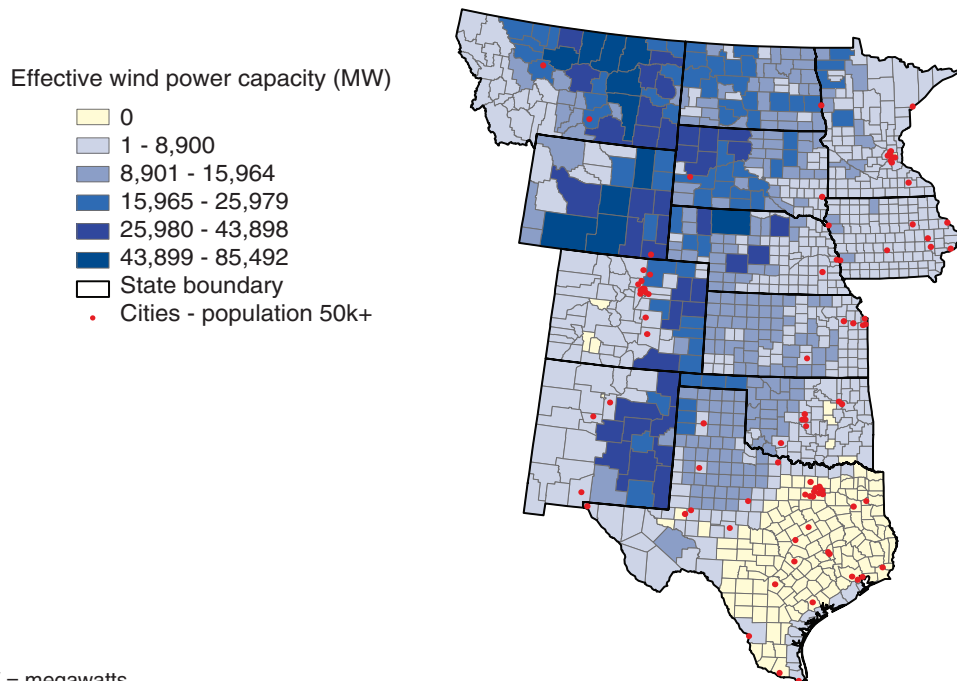 Effective wind power capacity (MW)
0
1 - 8,900
8,901 - 15,964
15,965 - 25,979
25,980 - 43,898
43,899 - 85,492
State boundary
Cities - population 50k+
= megawatts